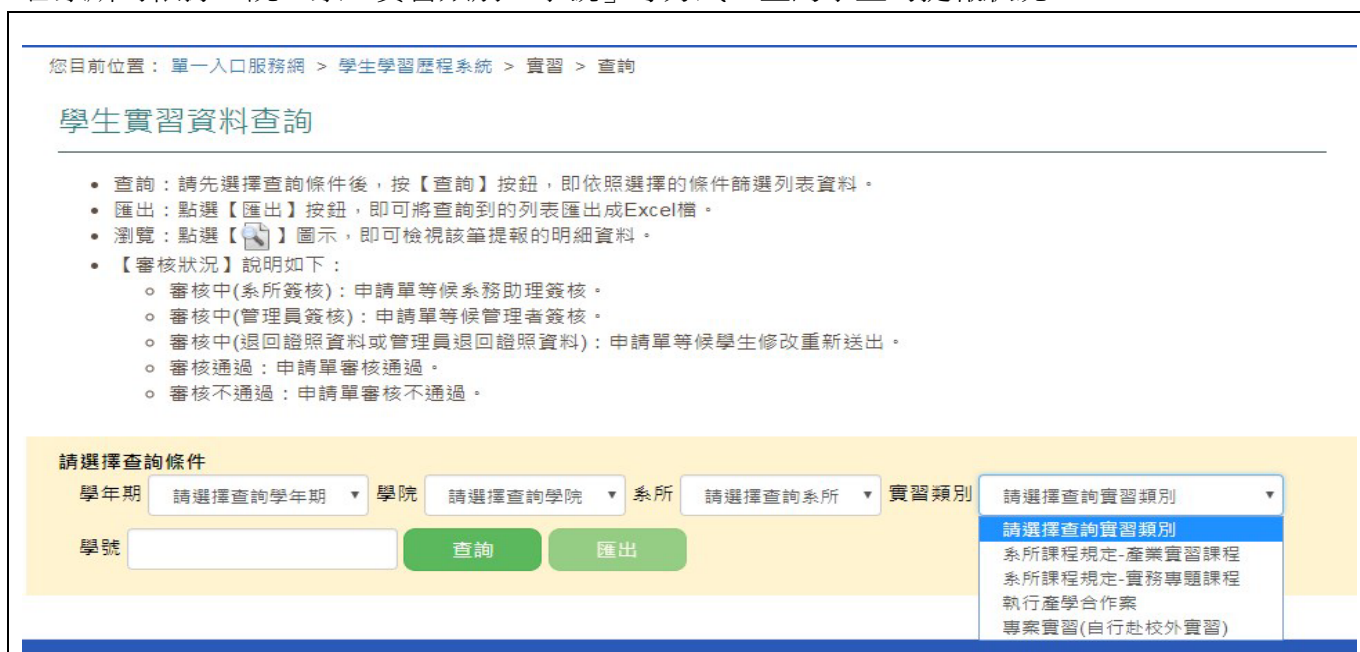 您目前位置： 單一入口服務網 > 學生學習歷程系統 > 實習 > 查詢
學生實習資料查詢
• 查詢：請先選擇查詢條件後，按【查詢】按鈕，即依照選擇的條件篩選列表資料。
• 匯出：點選【匯出】按鈕，即可將查詢到的列表匯出成Excel檔。
• 瀏覽：點選【 】圖示，即可檢視該筆提報的明細資料。
• 【審核狀況】說明如下：
○ 審核中(系所簽核)：申請單等候系務助理簽核。
○ 審核中(管理員簽核)：申請單等候管理者簽核。
○ 審核中(退回證照資料或管理員退回證照資料)：申請單等候學生修改重新送出。
○ 審核通過：申請單審核通過。
○ 審核不通過：申請單審核不通過。
請選擇查詢條件
學年期 請選擇查詢學年期 學院 請選擇查詢學院 系所 請選擇查詢系所 實習類別 請選擇查詢實習類別
學號 查詢 匯出
請選擇查詢實習類別
系所課程規定-產業實習課程
系所課程規定-實務專題課程
執行產學合作案
專案實習(自行赴校外實習)